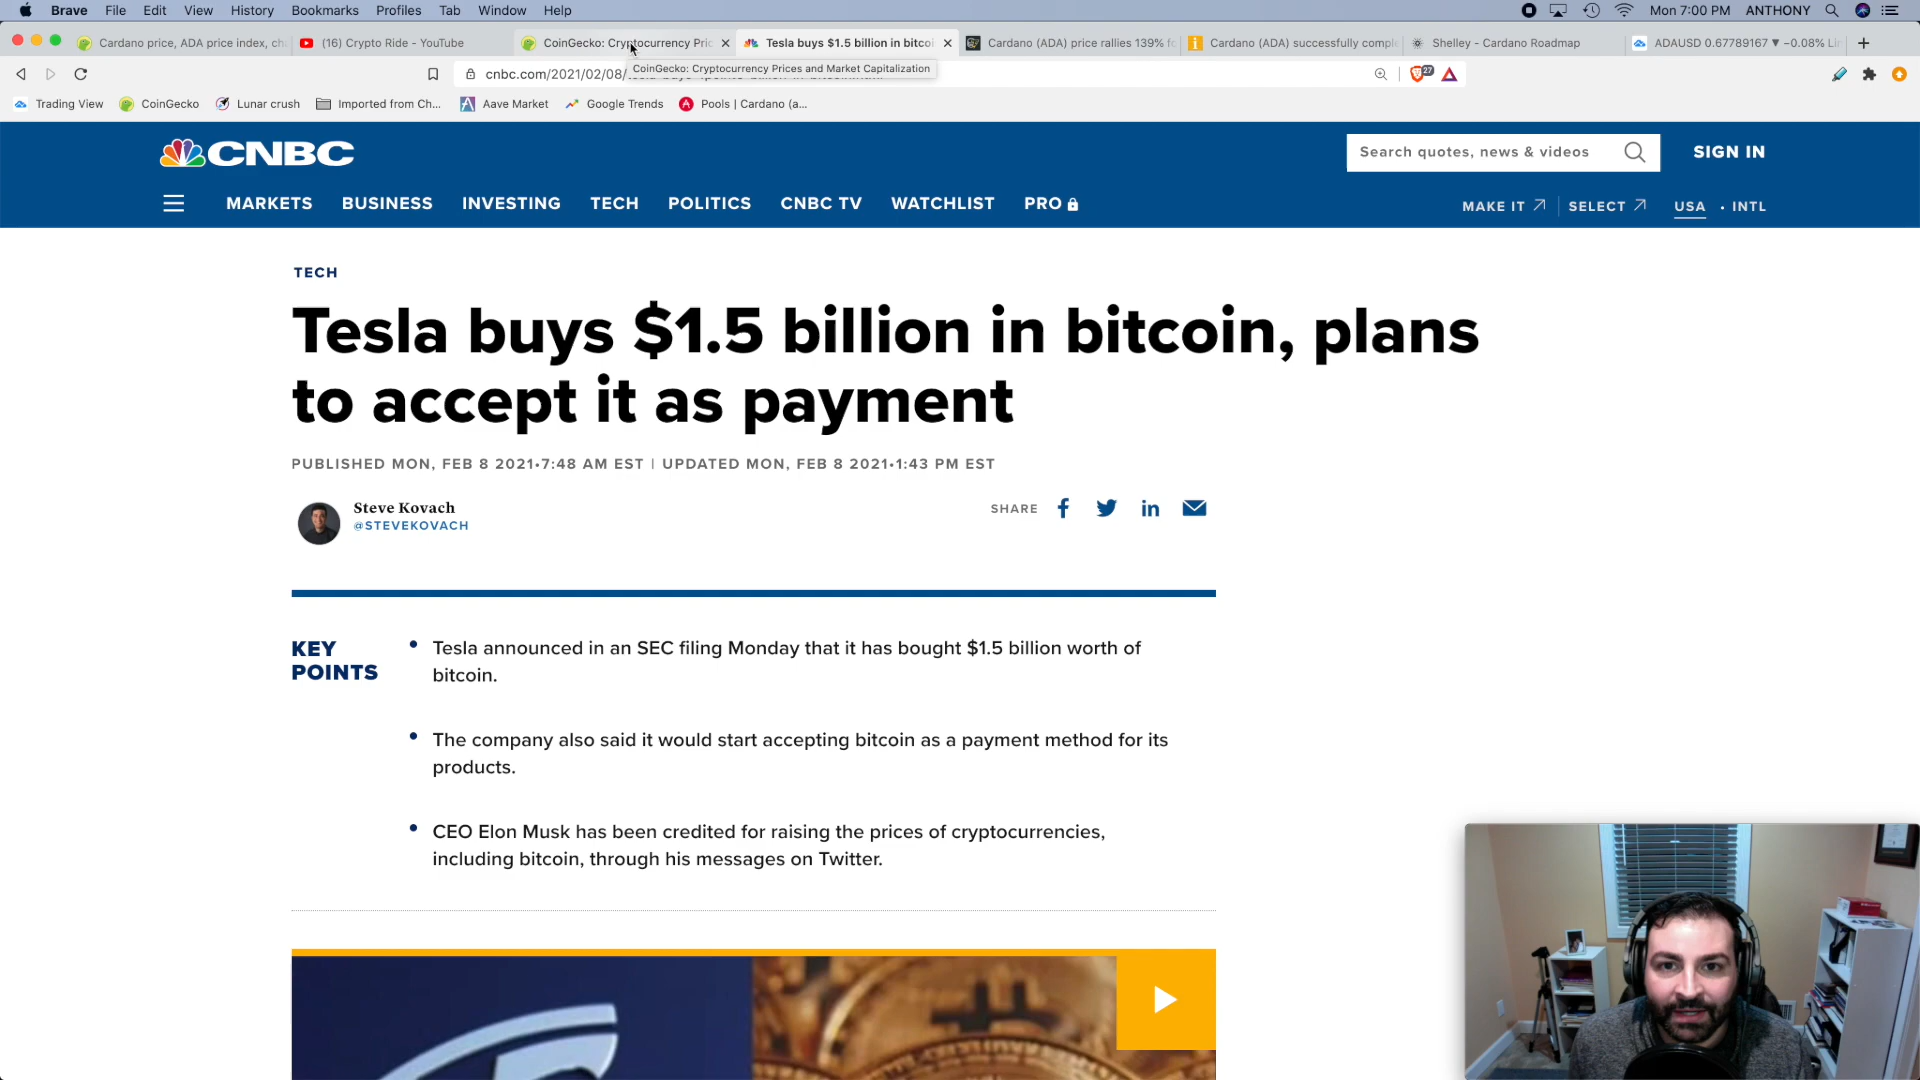 Brave File Edit View History Bookmarks Profiles Tab Window Help Mon 7:00 PM ANTHONY
Cardano price, ADA price index, ch (16) Crypto Ride - YouTube CoinGecko: Cryptocurrency Pric Tesla buys $1.5 billion in bitcoi Cardano (ADA) price rallies 139% fo Cardano (ADA) successfully comple Shelley - Cardano Roadmap ADAUSD 0.67789167 ▼ −0.08% Lin
cnbc.com/2021/02/08/
CoinGecko: Cryptocurrency Prices and Market Capitalization
27
Trading View CoinGecko Lunar crush Imported from Ch... Aave Market Google Trends Pools | Cardano (a...
CNBC
Search quotes, news & videos
SIGN IN
MARKETS BUSINESS INVESTING TECH POLITICS CNBC TV WATCHLIST PRO
MAKE IT SELECT USA • INTL
TECH
Tesla buys $1.5 billion in bitcoin, plans
to accept it as payment
PUBLISHED MON, FEB 8 2021•7:48 AM EST | UPDATED MON, FEB 8 2021•1:43 PM EST
Steve Kovach
@STEVEKOVACH
SHARE
KEY
POINTS
• Tesla announced in an SEC filing Monday that it has bought $1.5 billion worth of
bitcoin.
• The company also said it would start accepting bitcoin as a payment method for its
products.
• CEO Elon Musk has been credited for raising the prices of cryptocurrencies,
including bitcoin, through his messages on Twitter.